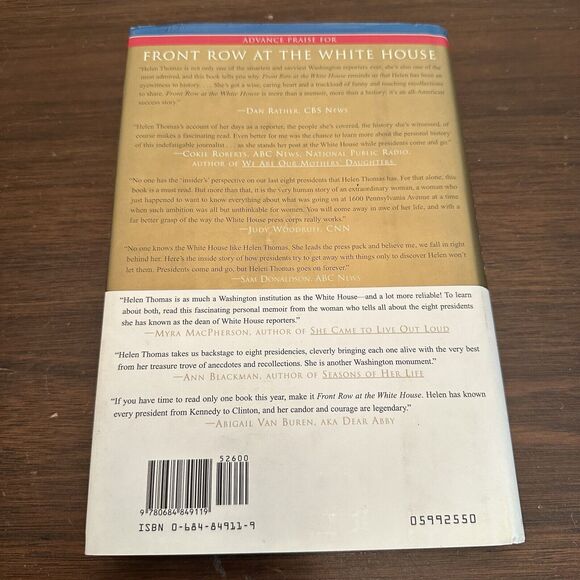 ADVANCE PRAISE FOR
FRONT ROW AT THE WHITE HOUSE
"Helen Thomas is not only one of the smartest and savviest Washington reporters ever, she's also one of the
most admired, and this book tells you why. Front Row at the White House reminds us that Helen has been an
eyewitness to history. . . . She's got a wise, caring heart and a truckload of funny and touching recollections
to share. Front Row at the White House is more than a memoir, more than a history; it's an all-American
success story."
—DAN RATHER, CBS NEWS
"Helen Thomas's account of her days as a reporter, the people she's covered, the history she's witnessed, of
course makes a fascinating read. Even better for me was the chance to learn more about the personal history
of this indefatigable journalist . . . as she stands her post at the White House while presidents come and go."
—COKIE ROBERTS, ABC NEWS, NATIONAL PUBLIC RADIO,
AUTHOR OF WE ARE OUR MOTHERS' DAUGHTERS
"No one has the 'insider's' perspective on our last eight presidents that Helen Thomas has. For that alone, this
book is a must read. But more than that, it is the very human story of an extraordinary woman, a woman who
just happened to want to know everything about what was going on at 1600 Pennsylvania Avenue at a time
when such ambition was all but unthinkable for women. You will come away in awe of her life, and with a
far better grasp of the way the White House press corps really works."
—JUDY WOODRUFF, CNN
"No one knows the White House like Helen Thomas. She leads the press pack and believe me, we fall in right
behind her. Here's the inside story of how presidents try to get away with things only to discover Helen won't
let them. Presidents come and go, but Helen Thomas goes on forever."
—SAM DONALDSON, ABC NEWS
"Helen Thomas is as much a Washington institution as the White House—and a lot more reliable! To learn
about both, read this fascinating personal memoir from the woman who tells all about the eight presidents
she has known as the dean of White House reporters."
—MYRA MACPHERSON, AUTHOR OF SHE CAME TO LIVE OUT LOUD
"Helen Thomas takes us backstage to eight presidencies, cleverly bringing each one alive with the very best
from her treasure trove of anecdotes and recollections. She is another Washington monument."
—ANN BLACKMAN, AUTHOR OF SEASONS OF HER LIFE
"If you have time to read only one book this year, make it Front Row at the White House. Helen has known
every president from Kennedy to Clinton, and her candor and courage are legendary."
—ABIGAIL VAN BUREN, AKA DEAR ABBY
52600
9 780684 849119
ISBN 0-684-84911-9
05992550